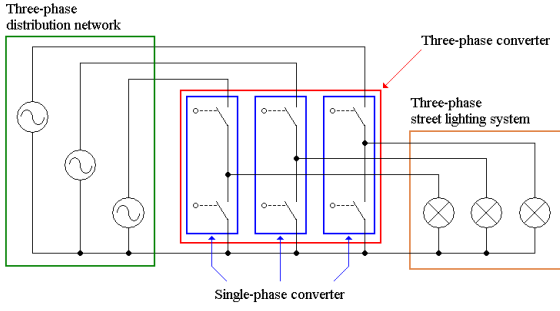 Three-phase
distribution network
Three-phase converter
Three-phase
street lighting system
Single-phase converter